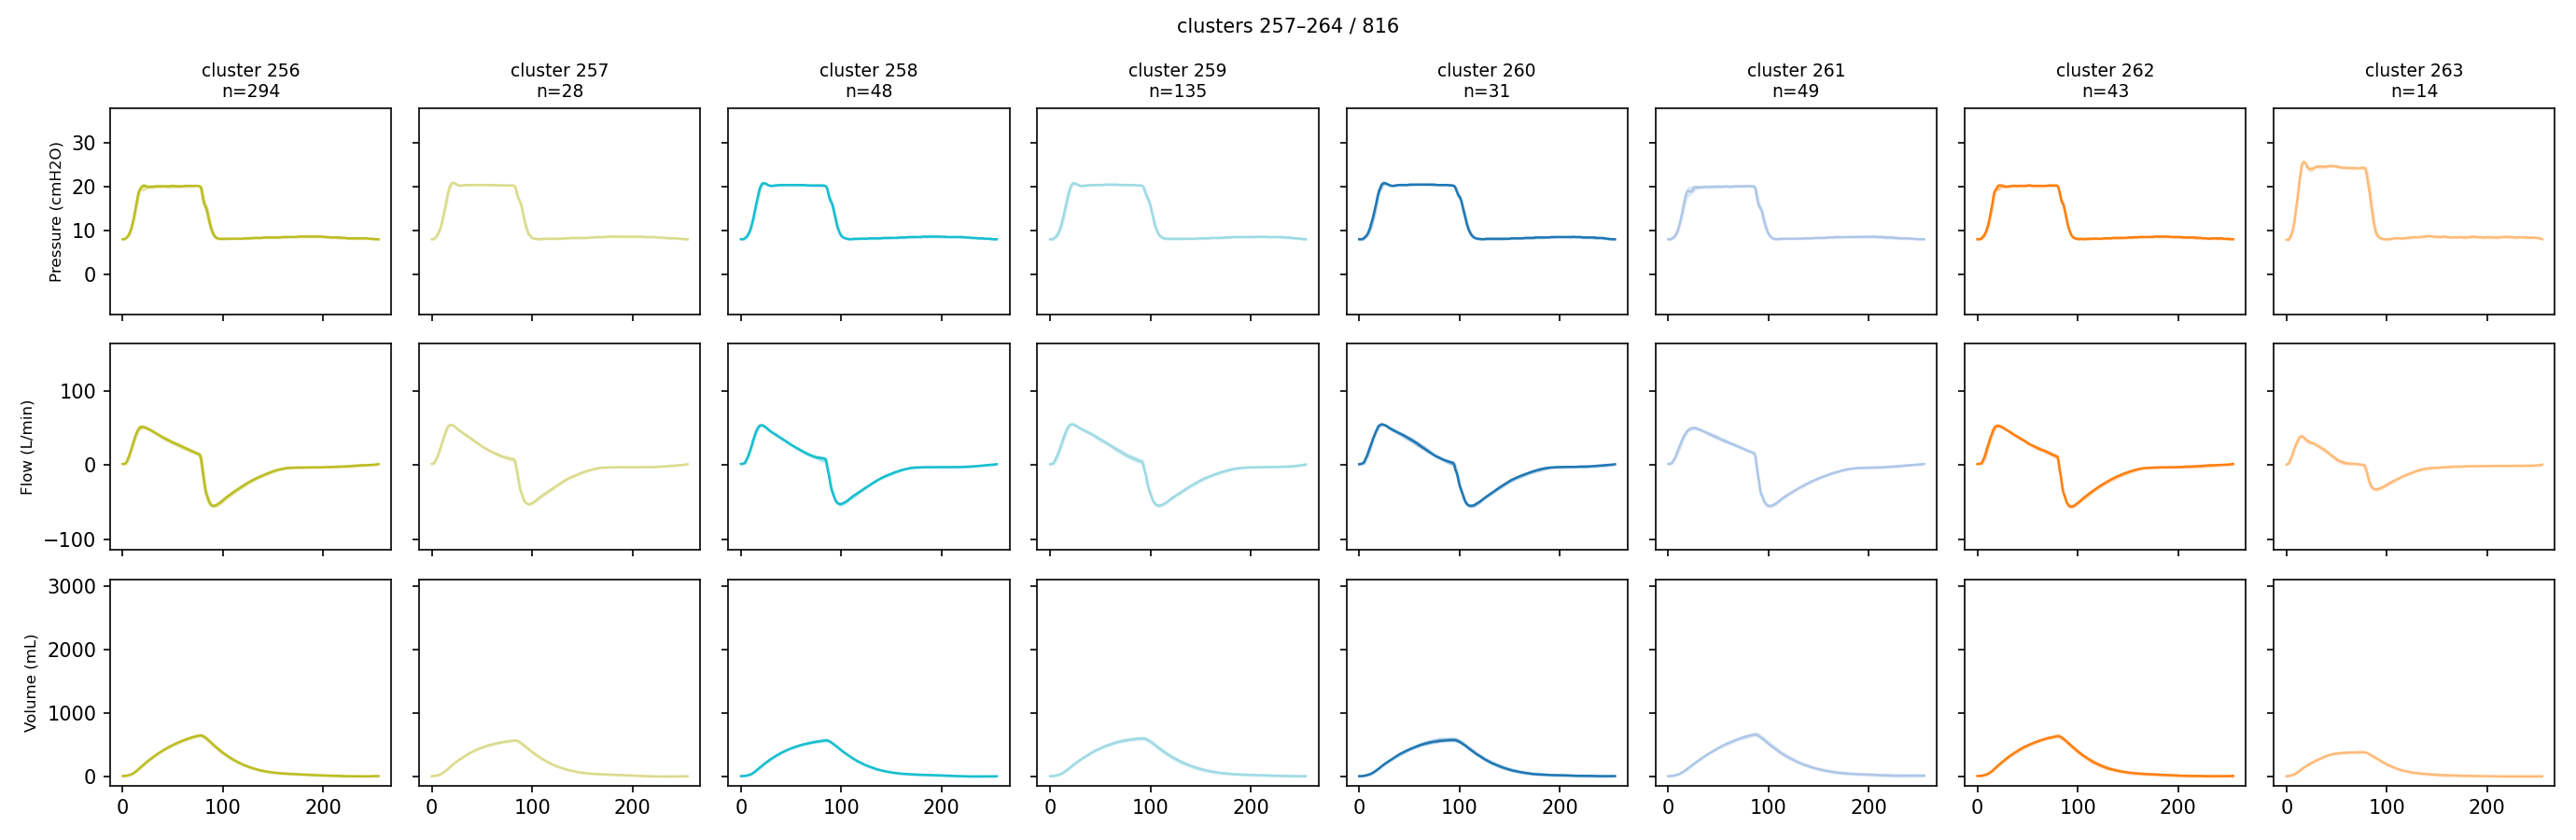 clusters 257–264 / 816
cluster 256
n=294
cluster 257
n=28
cluster 258
n=48
cluster 259
n=135
cluster 260
n=31
cluster 261
n=49
cluster 262
n=43
cluster 263
n=14
Pressure (cmH2O)
30
20
10
0
Flow (L/min)
100
0
−100
Volume (mL)
3000
2000
1000
0
0 100 200
0 100 200
0 100 200
0 100 200
0 100 200
0 100 200
0 100 200
0 100 200